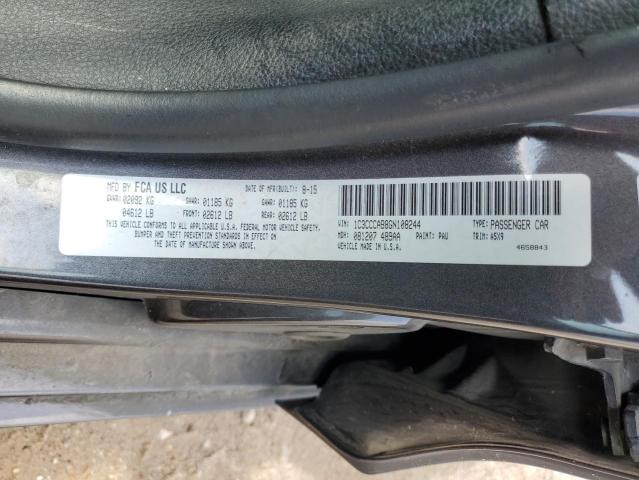 MFD BY FCA US LLC DATE OF MFR(BUILT): 8-15
GVWR: 02092 KG GAWR: 01185 KG GAWR: 01185 KG
04612 LB FRONT: 02612 LB REAR: 02612 LB
THIS VEHICLE CONFORMS TO ALL APPLICABLE U.S.A. FEDERAL MOTOR VEHICLE SAFETY,
BUMPER AND THEFT PREVENTION STANDARDS IN EFFECT ON
THE DATE OF MANUFACTURE SHOWN ABOVE.
VIN: 1C3CCCAB8GN108244 TYPE: PASSENGER CAR
MDH: 081207 489AA PAINT: PAU TRIM: A5X9
VEHICLE MADE IN U.S.A. 4658843